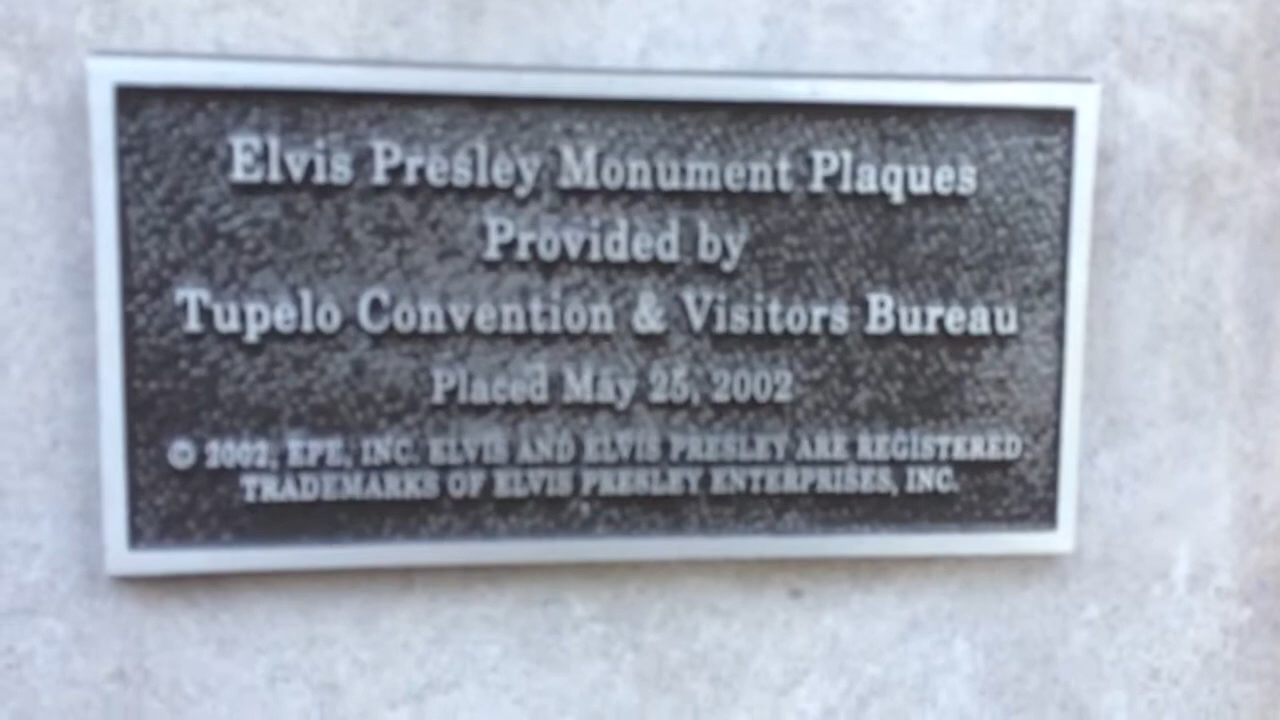 Elvis Presley Monument Plaques
Provided by
Tupelo Convention & Visitors Bureau
Placed May 25, 2002
© 2002, EPE, INC. ELVIS AND ELVIS PRESLEY ARE REGISTERED
TRADEMARKS OF ELVIS PRESLEY ENTERPRISES, INC.